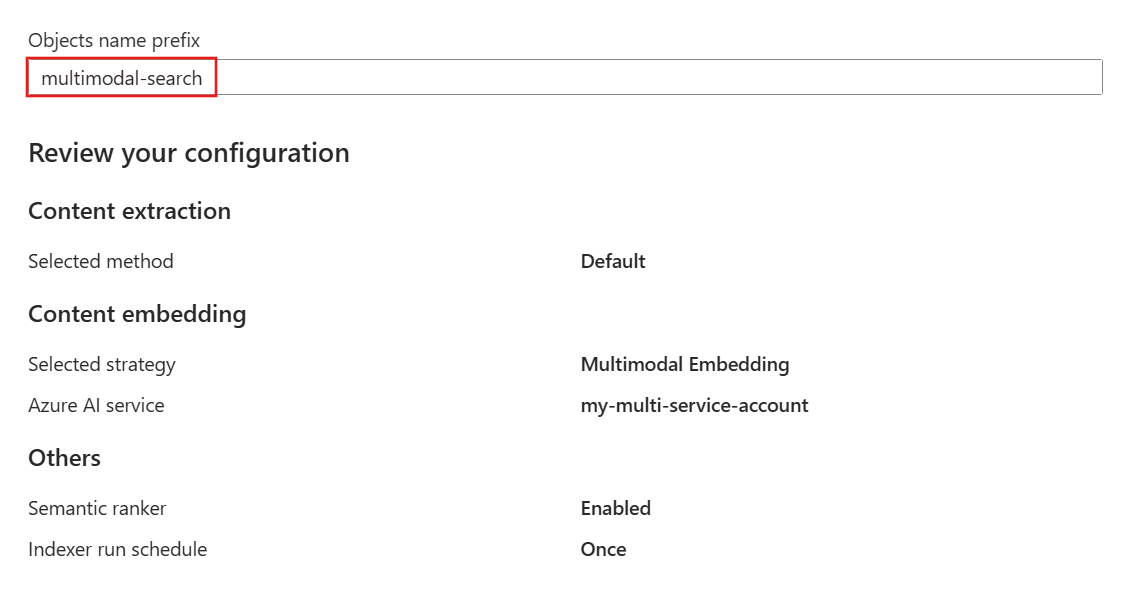 Objects name prefix
multimodal-search
Review your configuration
Content extraction
Selected method Default
Content embedding
Selected strategy Multimodal Embedding
Azure AI service my-multi-service-account
Others
Semantic ranker Enabled
Indexer run schedule Once